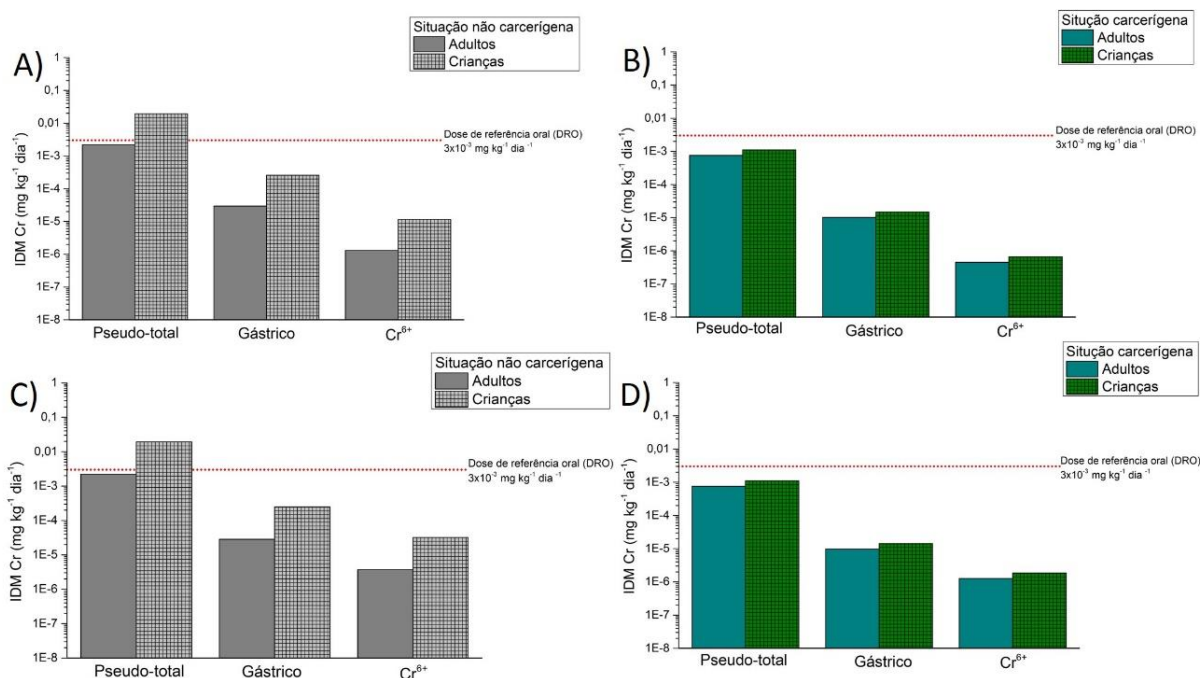 A)
Situação não carcerígena
Adultos
Crianças
1
0,1
0,01
1E-3
1E-4
1E-5
1E-6
1E-7
1E-8
IDM Cr (mg kg⁻¹ dia⁻¹)
Dose de referência oral (DRO)
3x10⁻³ mg kg⁻¹ dia ⁻¹
Pseudo-total
Gástrico
Cr⁶⁺
B)
Situção carcerígena
Adultos
Crianças
1
0,1
0,01
1E-3
1E-4
1E-5
1E-6
1E-7
1E-8
IDM Cr (mg kg⁻¹ dia⁻¹)
Dose de referência oral (DRO)
3x10⁻³ mg kg⁻¹ dia ⁻¹
Pseudo-total
Gástrico
Cr⁶⁺
C)
Situação não carcerígena
Adultos
Crianças
1
0,1
0,01
1E-3
1E-4
1E-5
1E-6
1E-7
1E-8
IDM Cr (mg kg⁻¹ dia⁻¹)
Dose de referência oral (DRO)
3x10⁻³ mg kg⁻¹ dia ⁻¹
Pseudo-total
Gástrico
Cr⁶⁺
D)
Situção carcerígena
Adultos
Crianças
1
0,1
0,01
1E-3
1E-4
1E-5
1E-6
1E-7
1E-8
IDM Cr (mg kg⁻¹ dia⁻¹)
Dose de referência oral (DRO)
3x10⁻³ mg kg⁻¹ dia ⁻¹
Pseudo-total
Gástrico
Cr⁶⁺